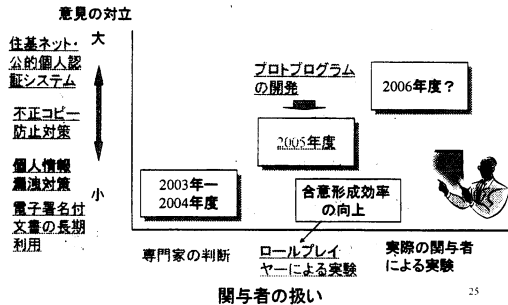 意見の対立
大
住基ネット・
公的個人認
証システム
不正コピー
防止対策
個人情報
漏洩対策
小
電子署名付
文書の長期
利用
プロトプログラム
の開発
2006年度？
2005年度
2003年ー
2004年度
合意形成効率
の向上
専門家の判断
ロールプレイ
ヤーによる実験
実際の関与者
による実験
関与者の扱い
25